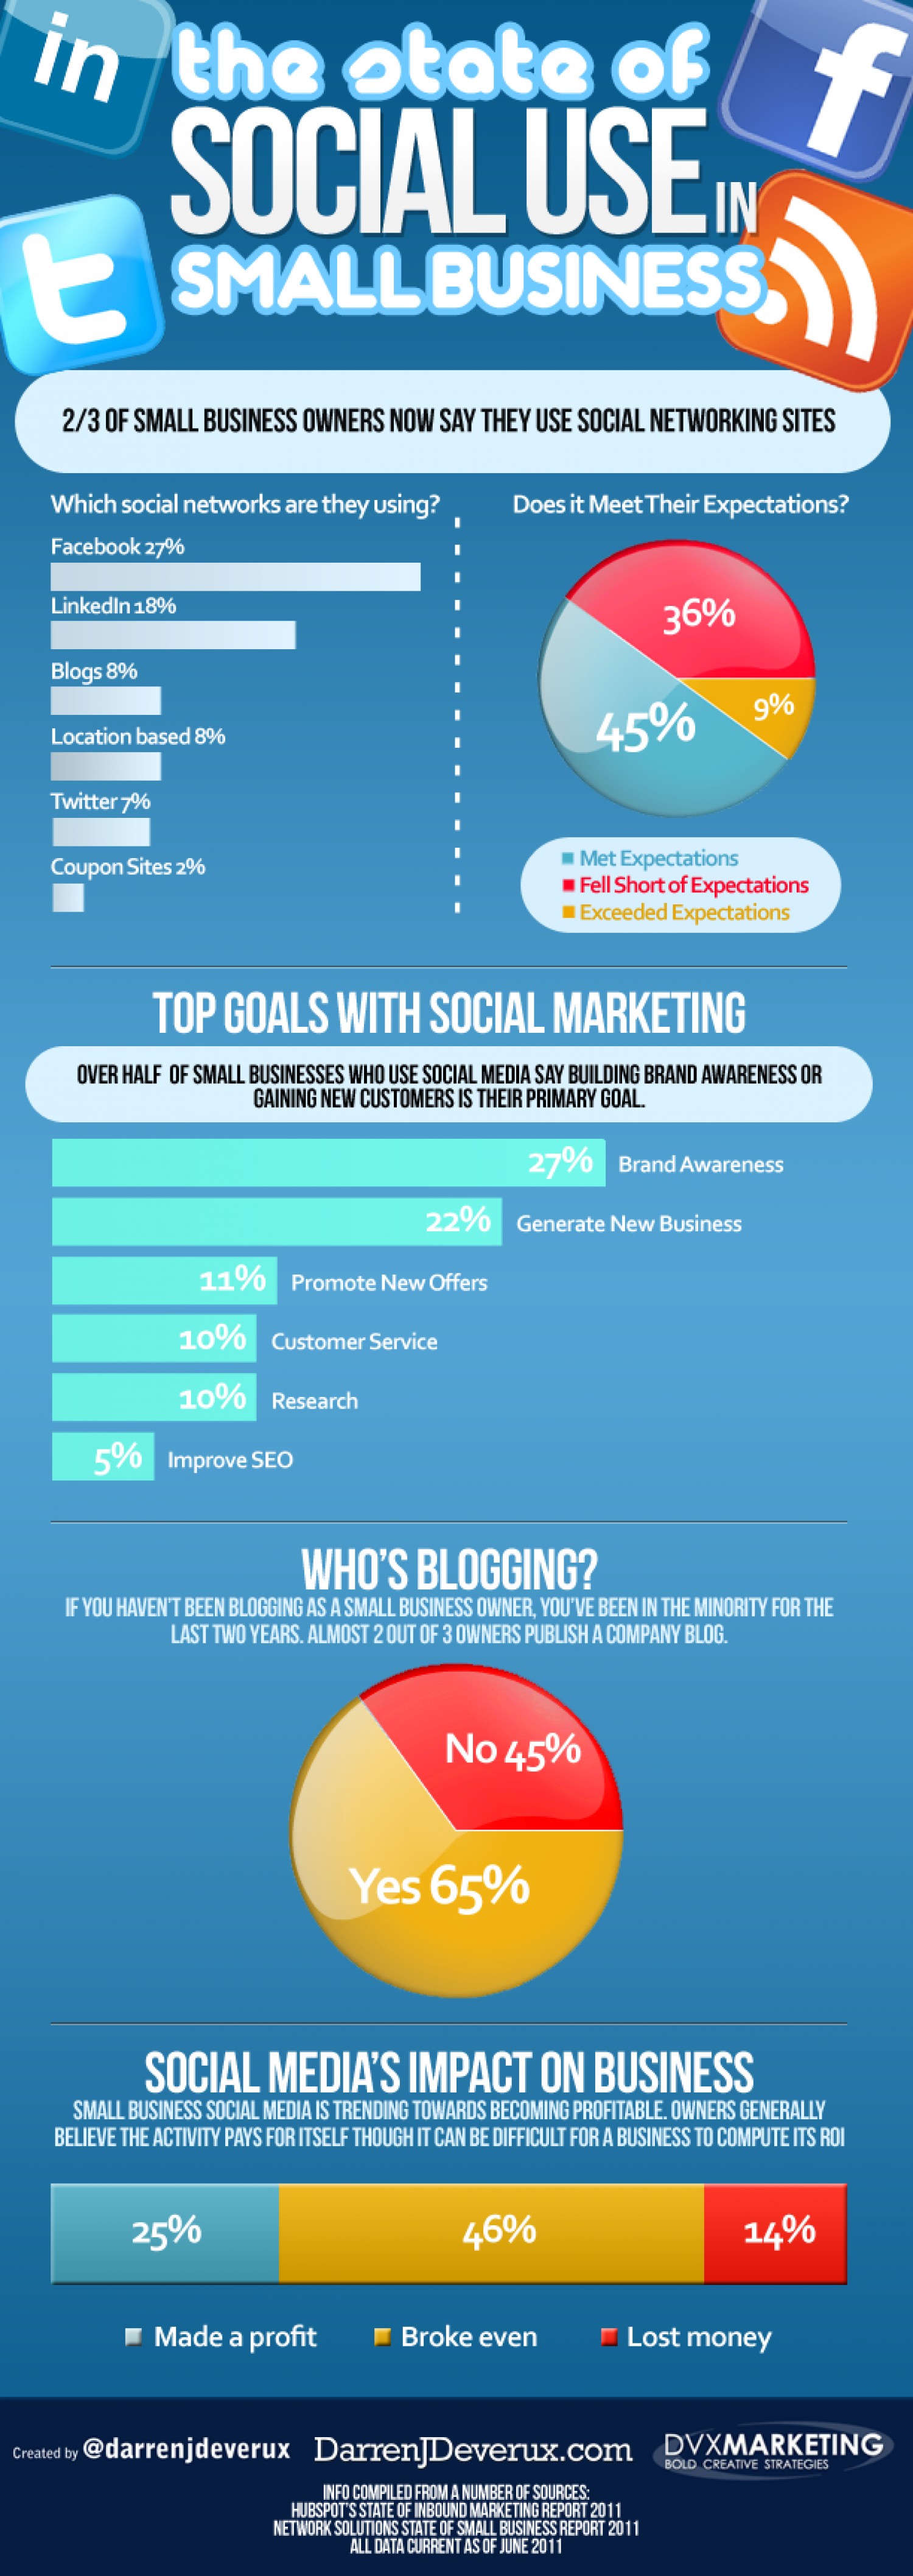 in
the state of
f
SOCIAL USE IN
t
SMALL BUSINESS
2/3 OF SMALL BUSINESS OWNERS NOW SAY THEY USE SOCIAL NETWORKING SITES
Which social networks are they using?
Facebook 27%
LinkedIn 18%
Blogs 8%
Location based 8%
Twitter 7%
Coupon Sites 2%
Does it Meet Their Expectations?
36%
9%
45%
Met Expectations
Fell Short of Expectations
Exceeded Expectations
TOP GOALS WITH SOCIAL MARKETING
OVER HALF OF SMALL BUSINESSES WHO USE SOCIAL MEDIA SAY BUILDING BRAND AWARENESS OR
GAINING NEW CUSTOMERS IS THEIR PRIMARY GOAL.
27% Brand Awareness
22% Generate New Business
11% Promote New Offers
10% Customer Service
10% Research
5% Improve SEO
WHO'S BLOGGING?
IF YOU HAVEN'T BEEN BLOGGING AS A SMALL BUSINESS OWNER, YOU'VE BEEN IN THE MINORITY FOR THE
LAST TWO YEARS. ALMOST 2 OUT OF 3 OWNERS PUBLISH A COMPANY BLOG.
No 45%
Yes 65%
SOCIAL MEDIA'S IMPACT ON BUSINESS
SMALL BUSINESS SOCIAL MEDIA IS TRENDING TOWARDS BECOMING PROFITABLE. OWNERS GENERALLY
BELIEVE THE ACTIVITY PAYS FOR ITSELF THOUGH IT CAN BE DIFFICULT FOR A BUSINESS TO COMPUTE ITS ROI
25% 46% 14%
Made a profit Broke even Lost money
Created by @darrenjdeverux DarrenJDeverux.com DVXMARKETING
BOLD CREATIVE STRATEGIES
INFO COMPILED FROM A NUMBER OF SOURCES:
HUBSPOT'S STATE OF INBOUND MARKETING REPORT 2011
NETWORK SOLUTIONS STATE OF SMALL BUSINESS REPORT 2011
ALL DATA CURRENT AS OF JUNE 2011